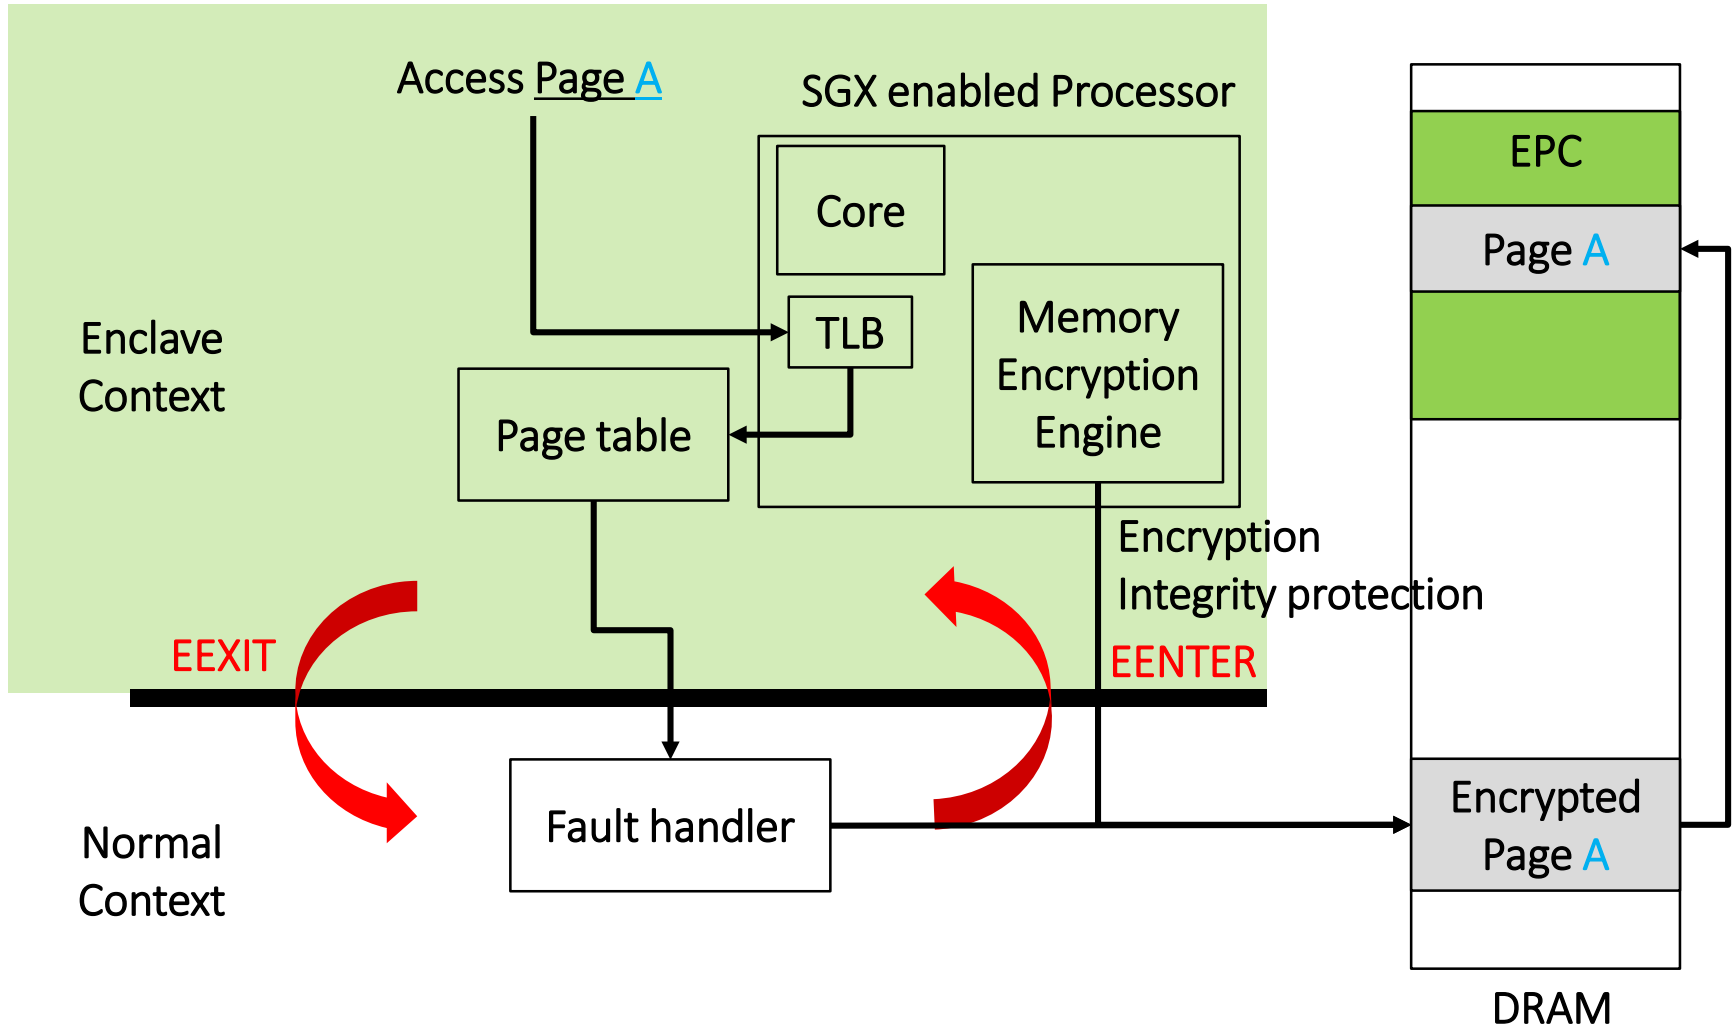 Access Page A
SGX enabled Processor
Core
TLB
Memory
Encryption
Engine
Enclave
Context
Page table
Encryption
Integrity protection
EEXIT
EENTER
Fault handler
Normal
Context
EPC
Page A
Encrypted
Page A
DRAM